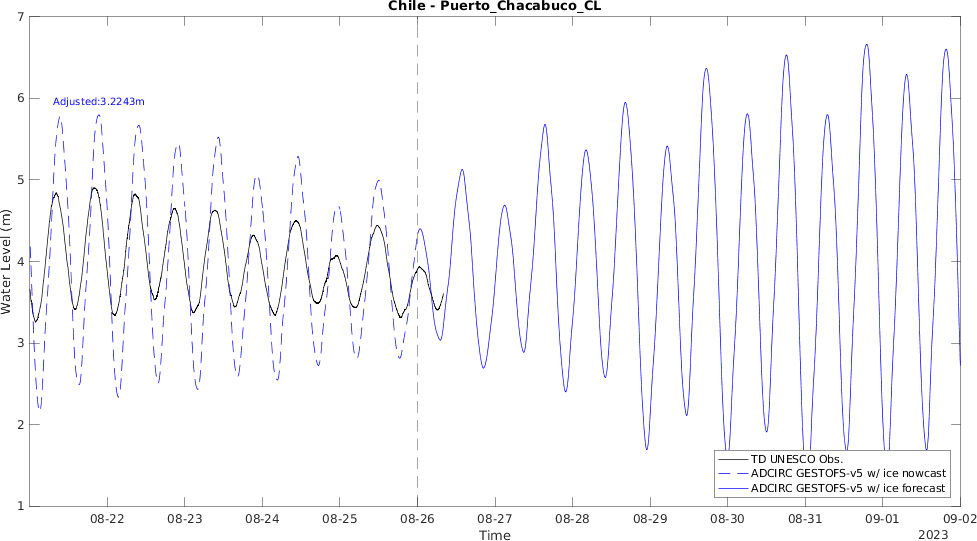 Chile - Puerto_Chacabuco_CL
7
6
5
4
3
2
1
Water Level (m)
Adjusted:3.2243m
TD UNESCO Obs.
ADCIRC GESTOFS-v5 w/ ice nowcast
ADCIRC GESTOFS-v5 w/ ice forecast
08-22 08-23 08-24 08-25 08-26 08-27 08-28 08-29 08-30 08-31 09-01 09-02
Time
2023